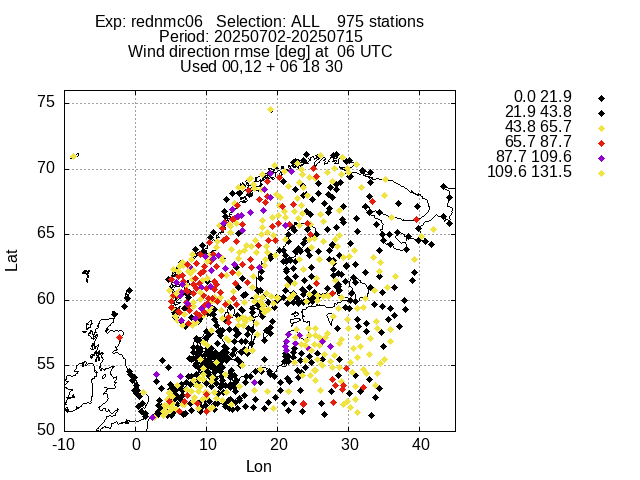 Exp: rednmc06   Selection: ALL    975 stations
Period: 20250702-20250715
Wind direction rmse [deg] at  06 UTC
Used 00,12 + 06 18 30
0.0 21.9
21.9 43.8
43.8 65.7
65.7 87.7
87.7 109.6
109.6 131.5
75
70
65
60
55
50
Lat
-10 0 10 20 30 40
Lon